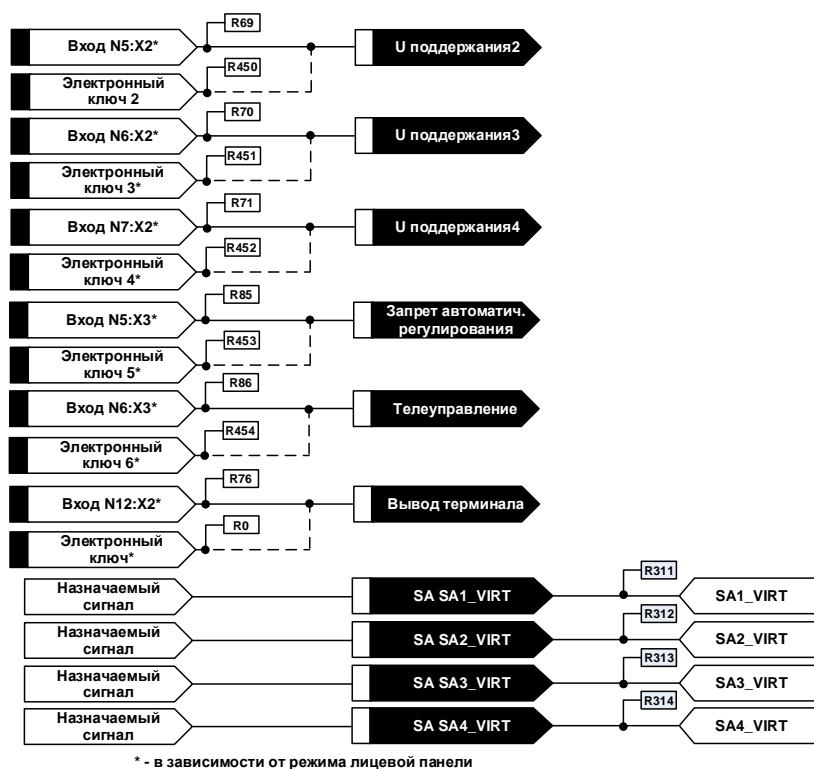 R69
Вход N5:X2*
U поддержания2
R450
Электронный
ключ 2
R70
Вход N6:X2*
U поддержания3
R451
Электронный
ключ 3*
R71
Вход N7:X2*
U поддержания4
R452
Электронный
ключ 4*
R85
Вход N5:X3*
Запрет автоматич.
регулирования
R453
Электронный
ключ 5*
R86
Вход N6:X3*
Телеуправление
R454
Электронный
ключ 6*
R76
Вход N12:X2*
Вывод терминала
R0
Электронный
ключ*
R311
Назначаемый
сигнал
SA SA1_VIRT
SA1_VIRT
R312
Назначаемый
сигнал
SA SA2_VIRT
SA2_VIRT
R313
Назначаемый
сигнал
SA SA3_VIRT
SA3_VIRT
R314
Назначаемый
сигнал
SA SA4_VIRT
SA4_VIRT
* - в зависимости от режима лицевой панели